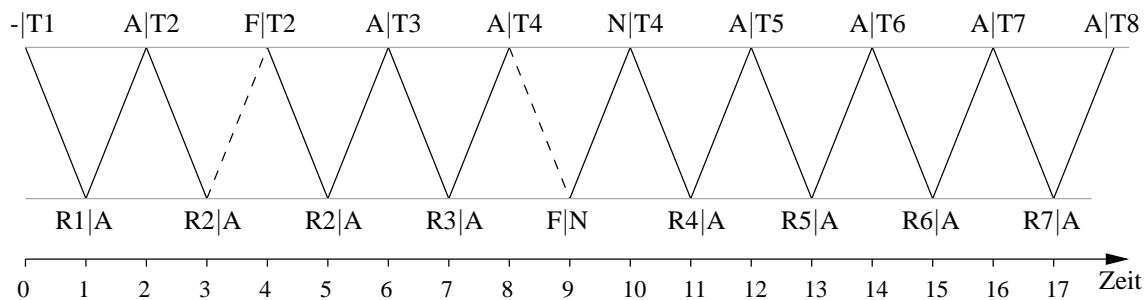 -|T1 A|T2 F|T2 A|T3 A|T4 N|T4 A|T5 A|T6 A|T7 A|T8
R1|A R2|A R2|A R3|A F|N R4|A R5|A R6|A R7|A
0 1 2 3 4 5 6 7 8 9 10 11 12 13 14 15 16 17 Zeit